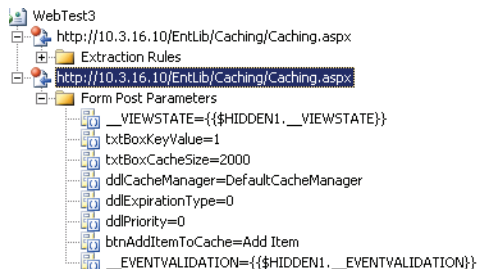 WebTest3
http://10.3.16.10/EntLib/Caching/Caching.aspx
Extraction Rules
http://10.3.16.10/EntLib/Caching/Caching.aspx
Form Post Parameters
__VIEWSTATE={{$HIDDEN1.__VIEWSTATE}}
txtBoxKeyValue=1
txtBoxCacheSize=2000
ddlCacheManager=DefaultCacheManager
ddlExpirationType=0
ddlPriority=0
btnAddItemToCache=Add Item
__EVENTVALIDATION={{$HIDDEN1.__EVENTVALIDATION}}